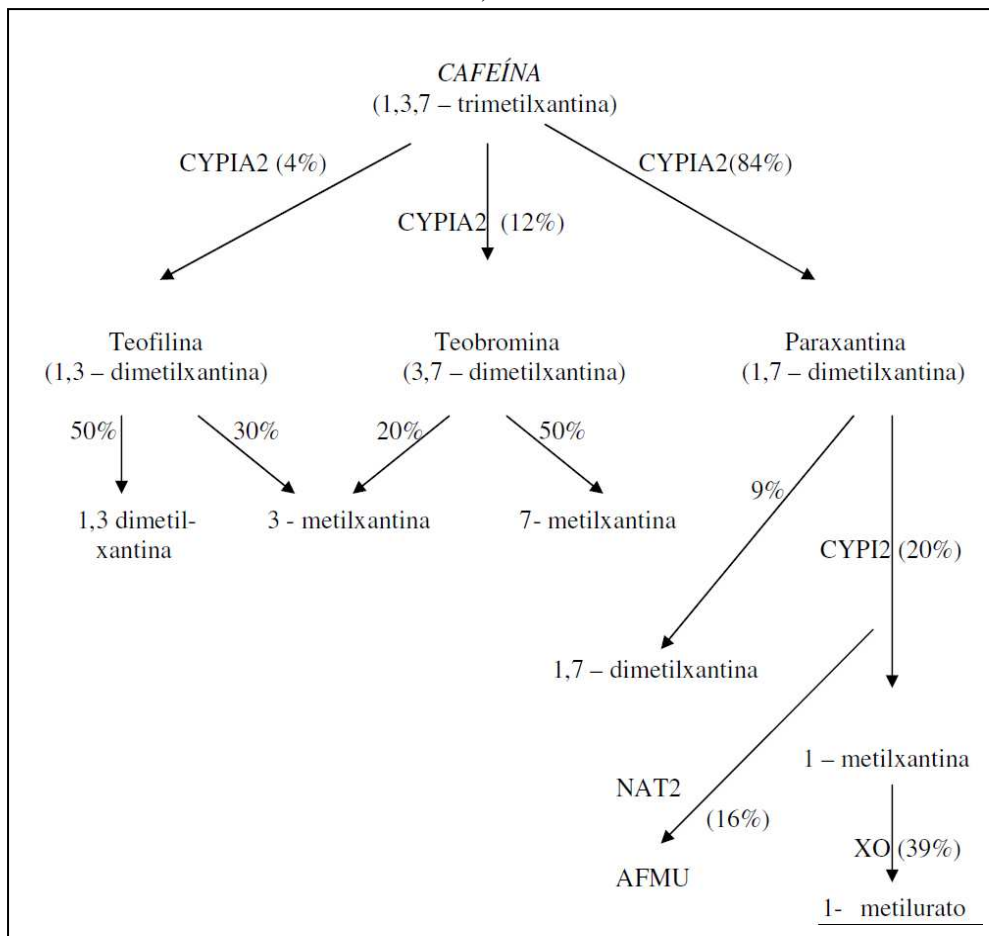 CAFEÍNA
(1,3,7 – trimetilxantina)
CYPIA2 (4%)
CYPIA2(84%)
CYPIA2 (12%)
Teofilina
(1,3 – dimetilxantina)
Teobromina
(3,7 – dimetilxantina)
Paraxantina
(1,7 – dimetilxantina)
50%
30%
20%
50%
9%
1,3 dimetil-
xantina
3 - metilxantina
7- metilxantina
CYPI2 (20%)
1,7 – dimetilxantina
1 – metilxantina
NAT2
(16%)
XO (39%)
AFMU
1- metilurato